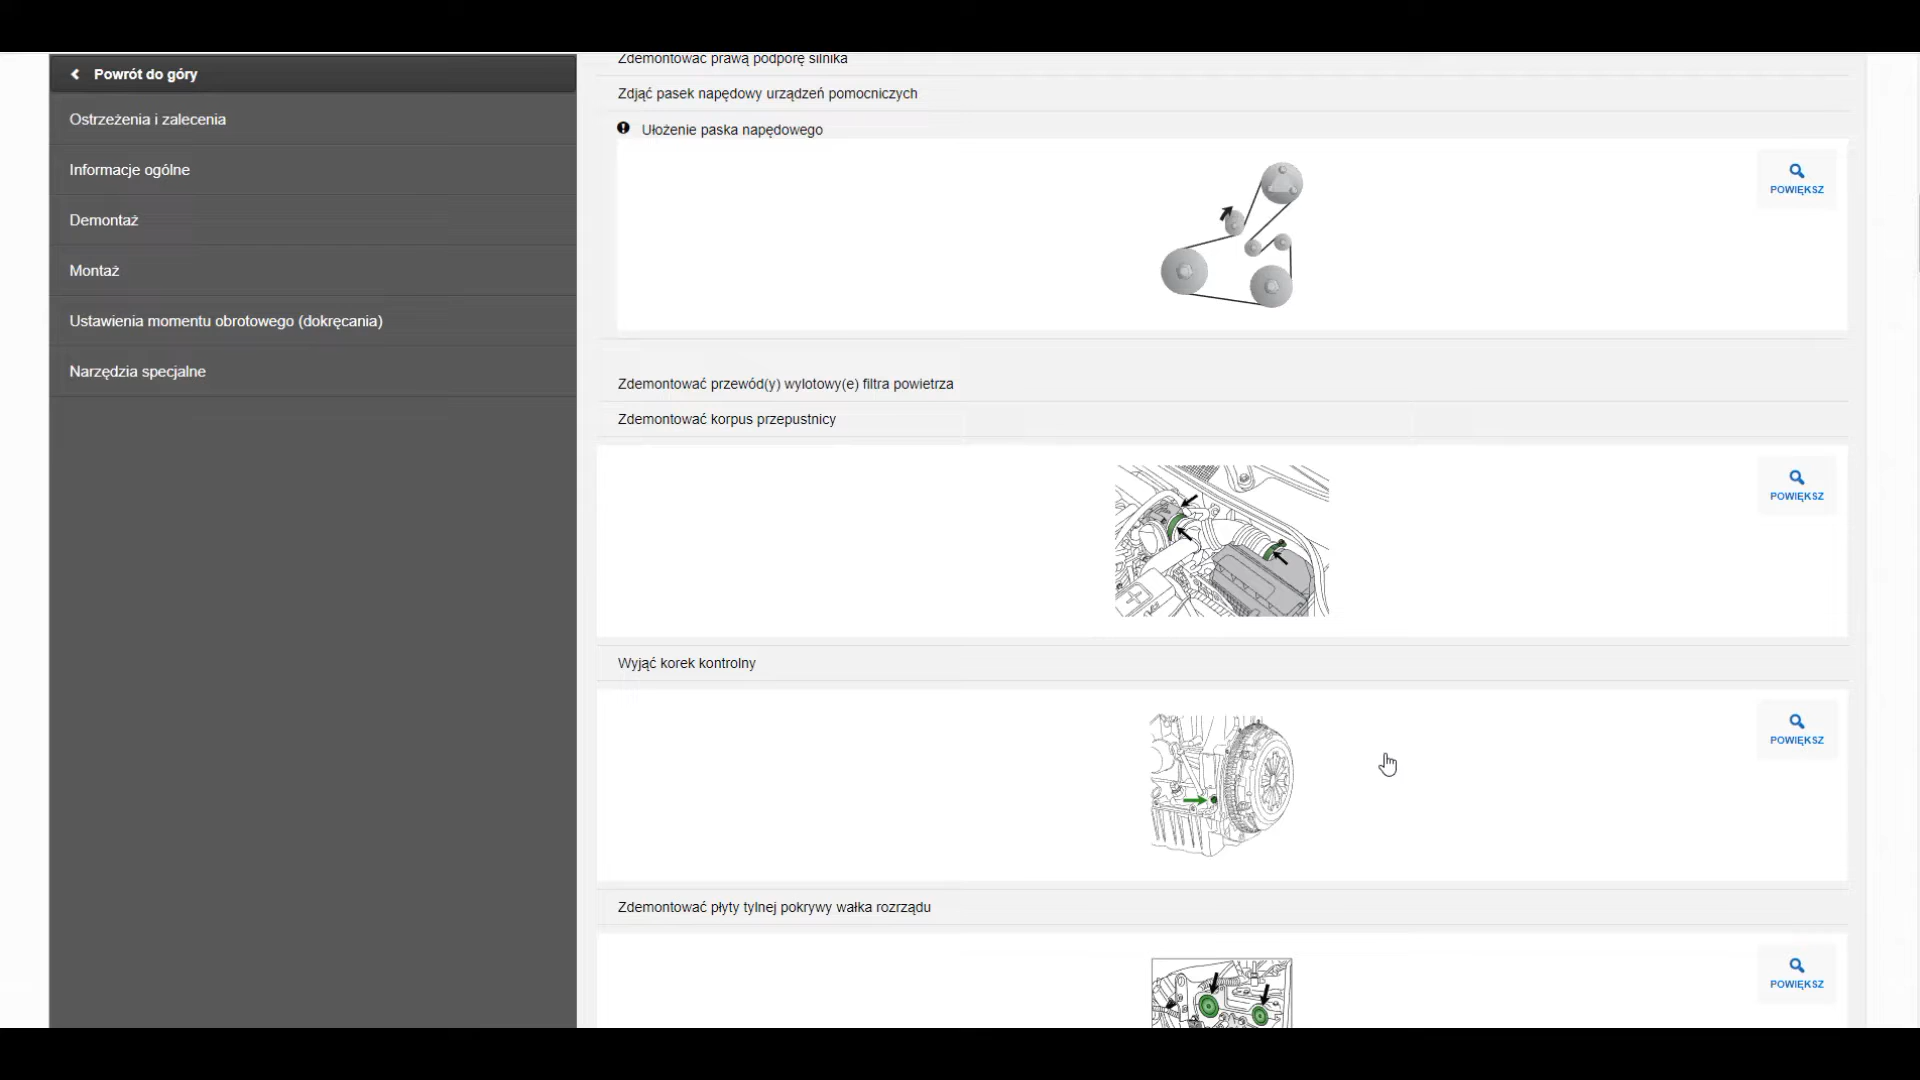 Powrót do góry
Ostrzeżenia i zalecenia
Informacje ogólne
Demontaż
Montaż
Ustawienia momentu obrotowego (dokręcania)
Narzędzia specjalne
Zdemontować prawą podporę silnika
Zdjąć pasek napędowy urządzeń pomocniczych
Ułożenie paska napędowego
POWIĘKSZ
Zdemontować przewód(y) wylotowy(e) filtra powietrza
Zdemontować korpus przepustnicy
POWIĘKSZ
Wyjąć korek kontrolny
POWIĘKSZ
Zdemontować płyty tylnej pokrywy wałka rozrządu
POWIĘKSZ